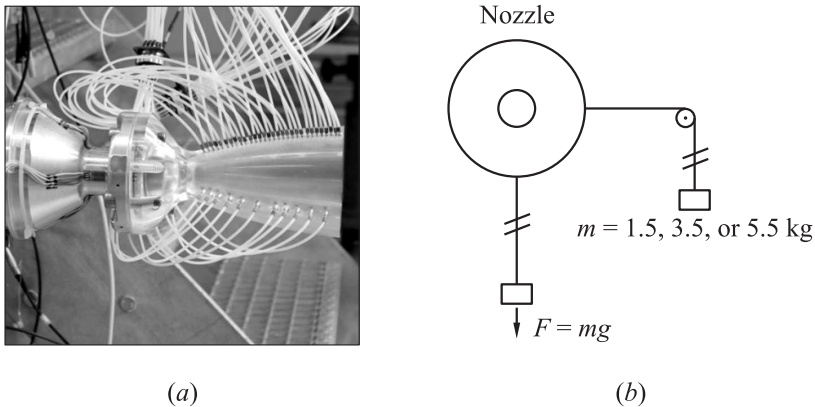 Nozzle
m = 1.5, 3.5, or 5.5 kg
F = mg
(a)
(b)